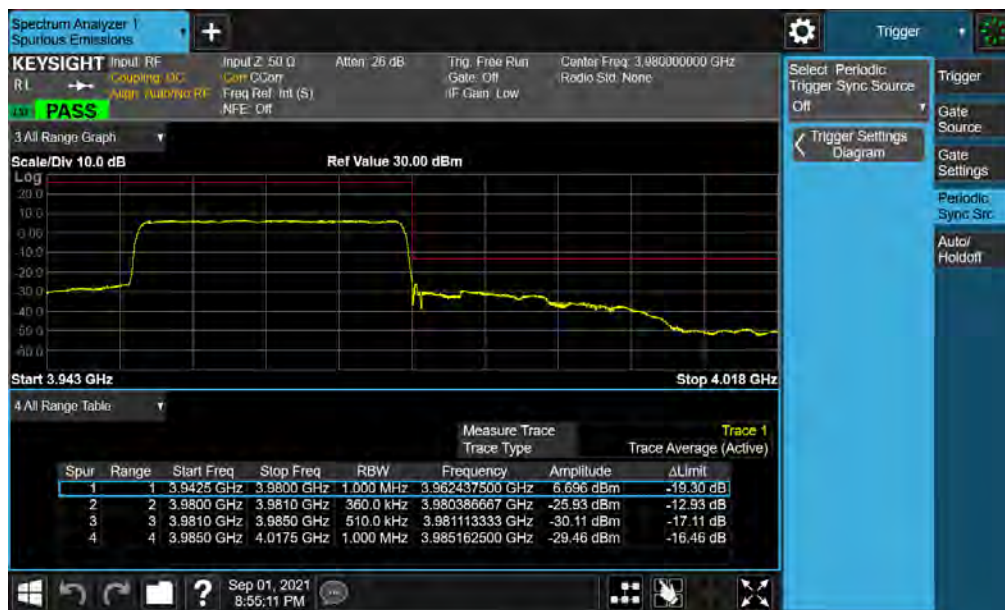 Spectrum Analyzer 1
Spurious Emissions
Trigger
KEYSIGHT Input: RF Input Z: 50 Ω Atten: 26 dB Trig: Free Run Center Freq: 3.980000000 GHz
RL Coupling: DC Corr CCorr Gate: Off Radio Std: None
Align: Auto/No RF Freq Ref: Int (S) IF Gain: Low
PASS NFE: Off
3 All Range Graph
Scale/Div 10.0 dB Ref Value 30.00 dBm
Log
20.0
10.0
0.00
-10.0
-20.0
-30.0
-40.0
-50.0
-60.0
Start 3.943 GHz Stop 4.018 GHz
4 All Range Table
Measure Trace Trace 1
Trace Type Trace Average (Active)
Spur Range Start Freq Stop Freq RBW Frequency Amplitude ΔLimit
1 1 3.9425 GHz 3.9800 GHz 1.000 MHz 3.962437500 GHz 6.696 dBm -19.30 dB
2 2 3.9800 GHz 3.9810 GHz 360.0 kHz 3.980386667 GHz -25.93 dBm -12.93 dB
3 3 3.9810 GHz 3.9850 GHz 510.0 kHz 3.981113333 GHz -30.11 dBm -17.11 dB
4 4 3.9850 GHz 4.0175 GHz 1.000 MHz 3.985162500 GHz -29.46 dBm -16.46 dB
Sep 01, 2021
8:55:11 PM
Select Periodic
Trigger Sync Source
Off
Trigger Settings
Diagram
Trigger
Gate
Source
Gate
Settings
Periodic
Sync Src
Auto/
Holdoff